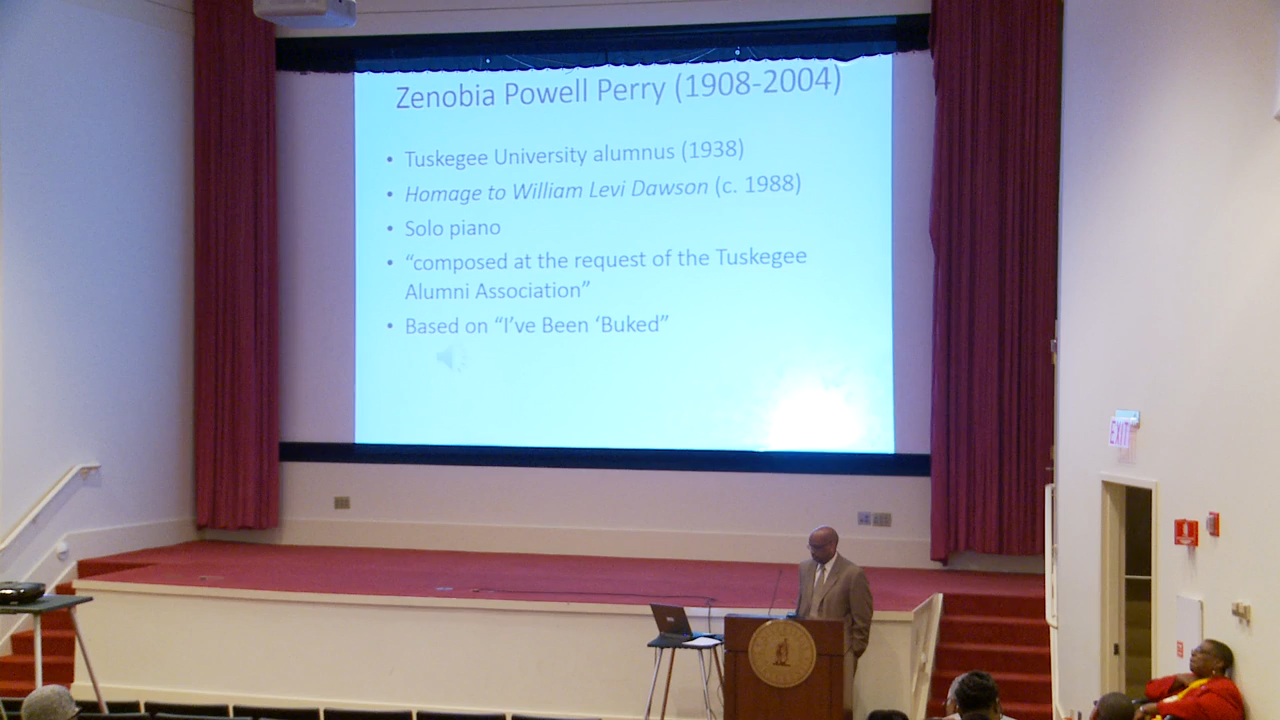 Zenobia Powell Perry (1908-2004)
• Tuskegee University alumnus (1938)
• Homage to William Levi Dawson (c. 1988)
• Solo piano
• “composed at the request of the Tuskegee
Alumni Association”
• Based on “I’ve Been ‘Buked”
EXIT